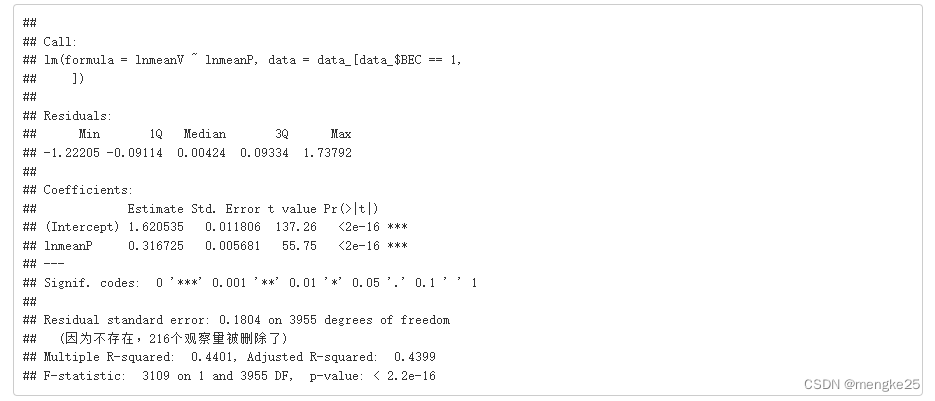 ##
## Call:
## lm(formula = lnmeanV ~ lnmeanP, data = data_[data_$BEC == 1,
##     ])
##
## Residuals:
##      Min       1Q   Median       3Q      Max
## -1.22205 -0.09114  0.00424  0.09334  1.73792
##
## Coefficients:
##             Estimate Std. Error t value Pr(>|t|)
## (Intercept) 1.620535   0.011806  137.26   <2e-16 ***
## lnmeanP     0.316725   0.005681   55.75   <2e-16 ***
## ---
## Signif. codes:  0 '***' 0.001 '**' 0.01 '*' 0.05 '.' 0.1 ' ' 1
##
## Residual standard error: 0.1804 on 3955 degrees of freedom
##   (因为不存在，216个观察量被删除了)
## Multiple R-squared:  0.4401, Adjusted R-squared:  0.4399
## F-statistic:  3109 on 1 and 3955 DF,  p-value: < 2.2e-16
CSDN @mengke25